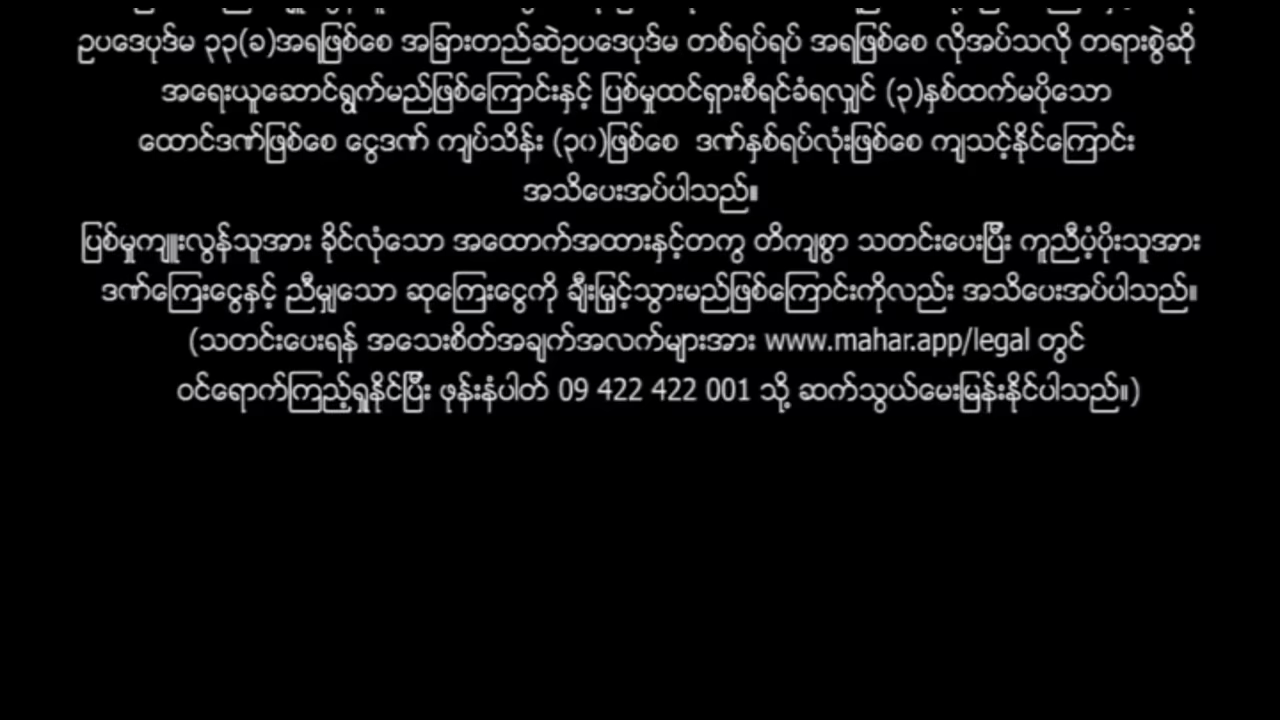 ဥပဒေပုဒ်မ ၃၃(ခ)အရဖြစ်စေ အခြားတည်ဆဲဥပဒေပုဒ်မ တစ်ရပ်ရပ် အရဖြစ်စေ လိုအပ်သလို တရားစွဲဆို
အရေးယူဆောင်ရွက်မည်ဖြစ်ကြောင်းနှင့် ပြစ်မှုထင်ရှားစီရင်ခံရလျှင် (၃)နှစ်ထက်မပိုသော
ထောင်ဒဏ်ဖြစ်စေ ငွေဒဏ် ကျပ်သိန်း (၃၀)ဖြစ်စေ ဒဏ်နှစ်ရပ်လုံးဖြစ်စေ ကျသင့်နိုင်ကြောင်း
အသိပေးအပ်ပါသည်။
ပြစ်မှုကျူးလွန်သူအား ခိုင်လုံသော အထောက်အထားနှင့်တကွ တိကျစွာ သတင်းပေးပြီး ကူညီပံ့ပိုးသူအား
ဒဏ်ကြေးငွေနှင့် ညီမျှသော ဆုကြေးငွေကို ချီးမြှင့်သွားမည်ဖြစ်ကြောင်းကိုလည်း အသိပေးအပ်ပါသည်။
(သတင်းပေးရန် အသေးစိတ်အချက်အလက်များအား www.mahar.app/legal တွင်
ဝင်ရောက်ကြည့်ရှုနိုင်ပြီး ဖုန်းနံပါတ် 09 422 422 001 သို့ ဆက်သွယ်မေးမြန်းနိုင်ပါသည်။)